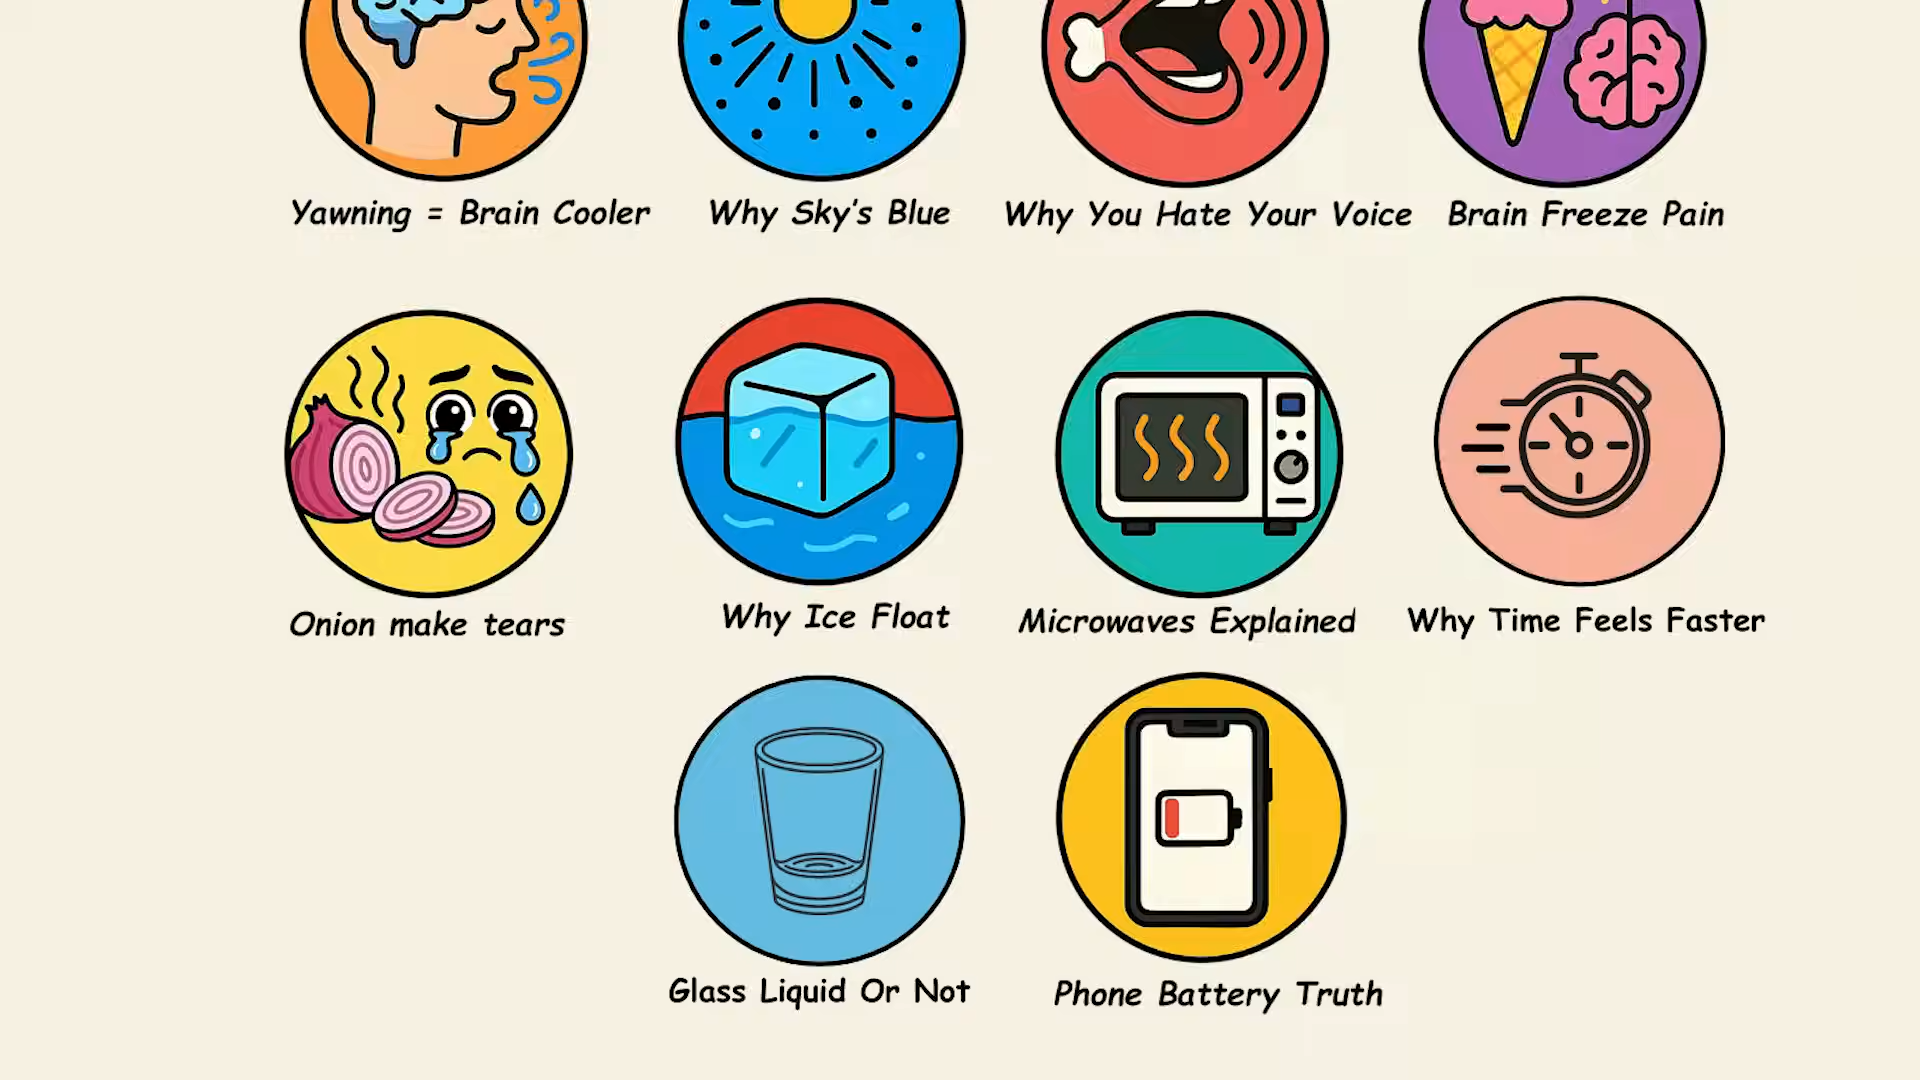 Yawning = Brain Cooler
Why Sky's Blue
Why You Hate Your Voice
Brain Freeze Pain
Onion make tears
Why Ice Float
Microwaves Explained
Why Time Feels Faster
Glass Liquid Or Not
Phone Battery Truth